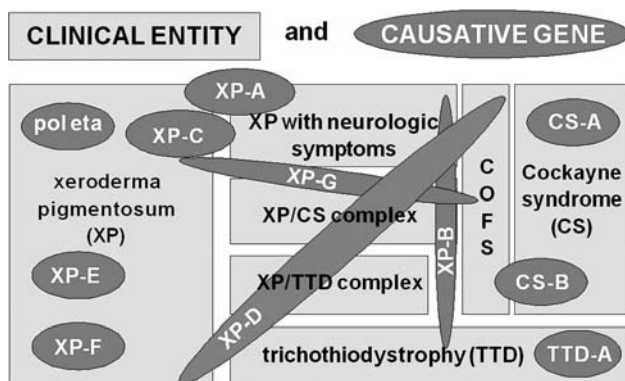 CLINICAL ENTITY and CAUSATIVE GENE
XP-A
pol eta
XP-C
XP with neurologic
symptoms
CS-A
xeroderma
pigmentosum
(XP)
XP-G
XP/CS complex
C
O
F
S
Cockayne
syndrome
(CS)
XP-B
XP-E
XP/TTD complex
CS-B
XP-D
XP-F
trichothiodystrophy (TTD)
TTD-A